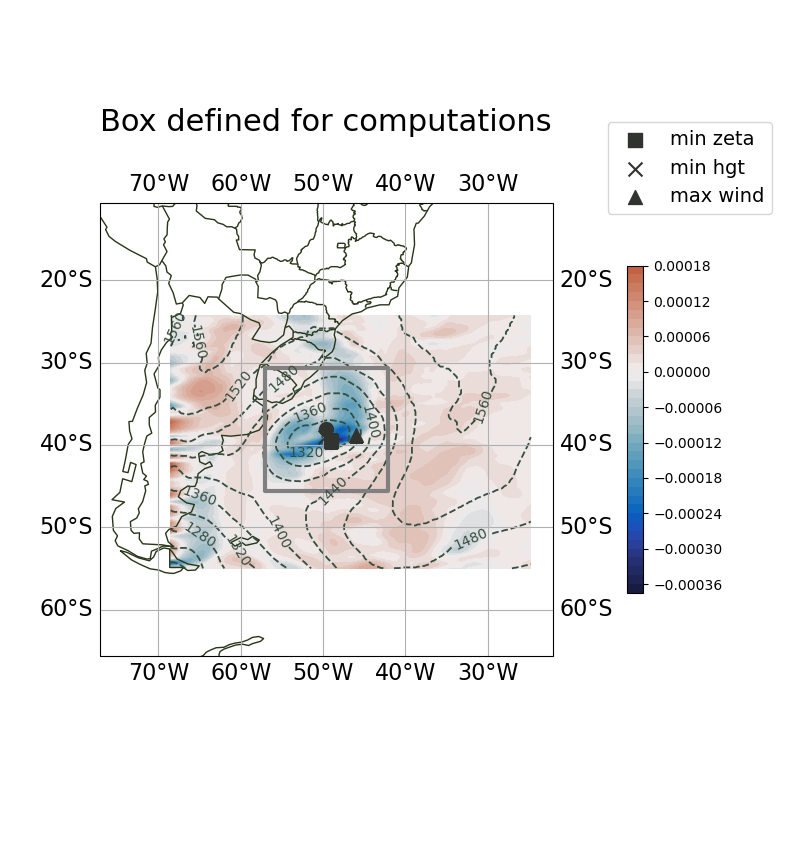 Box defined for computations
min zeta
min hgt
max wind
70°W 60°W 50°W 40°W 30°W
20°S 20°S
30°S 30°S
40°S 40°S
50°S 50°S
60°S 60°S
70°W 60°W 50°W 40°W 30°W
1560
1560
1520
1480
1560
1360
1400
1320
1440
1360
1280
1400
1320
1480
0.00018
0.00012
0.00006
0.00000
−0.00006
−0.00012
−0.00018
−0.00024
−0.00030
−0.00036